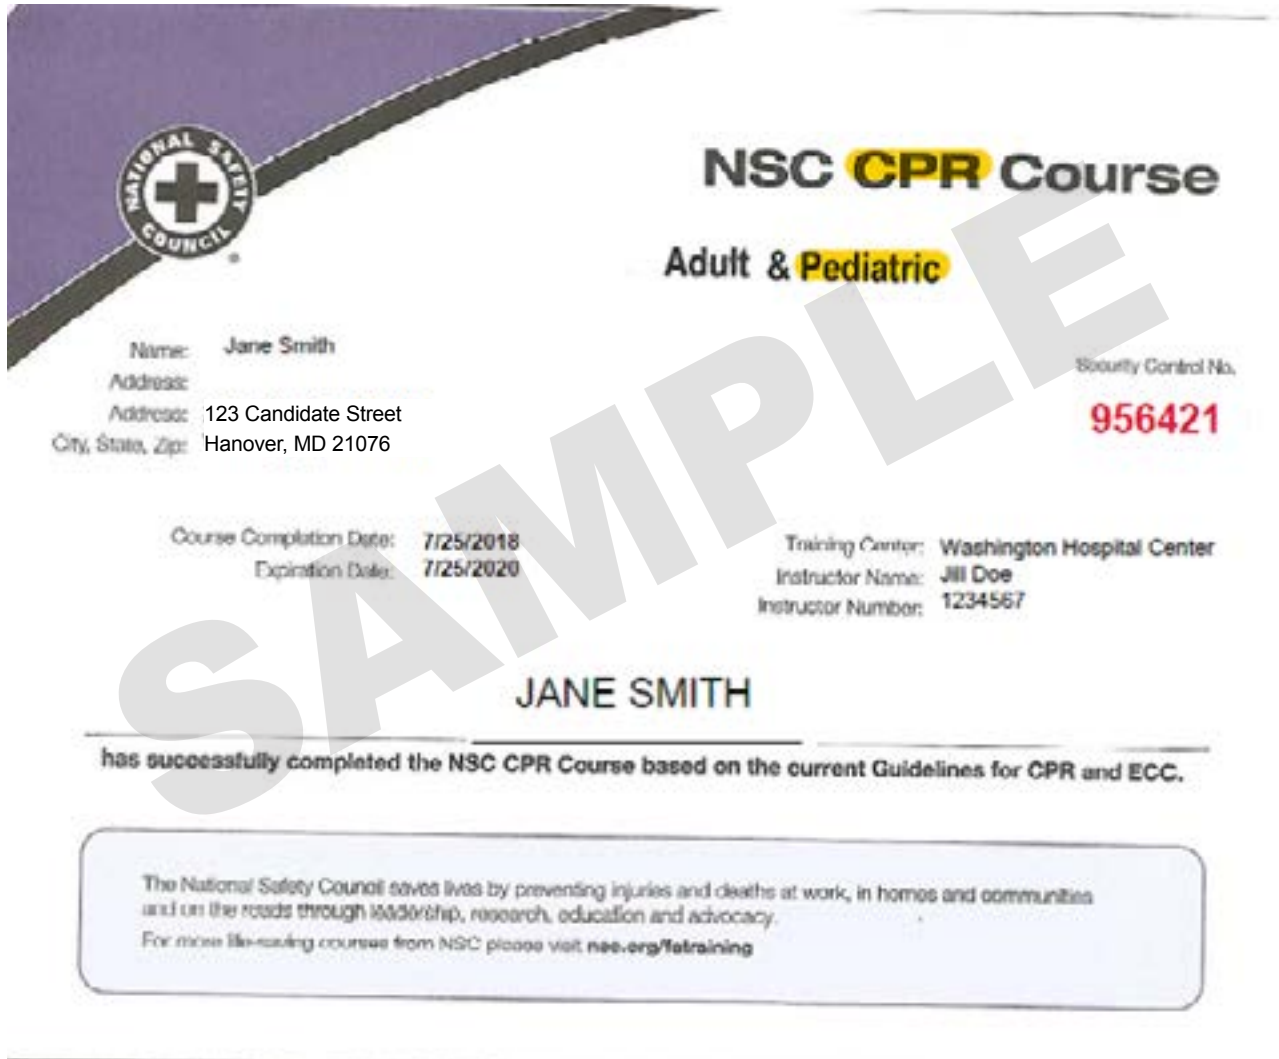 NATIONAL SAFETY COUNCIL
NSC CPR Course
Adult & Pediatric
Name: Jane Smith
Address:
Address: 123 Candidate Street
City, State, Zip: Hanover, MD 21076
Security Control No.
956421
Course Completion Date: 7/25/2018
Expiration Date: 7/25/2020
Training Center: Washington Hospital Center
Instructor Name: Jill Doe
Instructor Number: 1234567
SAMPLE
JANE SMITH
has successfully completed the NSC CPR Course based on the current Guidelines for CPR and ECC.
The National Safety Council saves lives by preventing injuries and deaths at work, in homes and communities
and on the roads through leadership, research, education and advocacy.
For more life-saving courses from NSC please visit nsc.org/fatraining